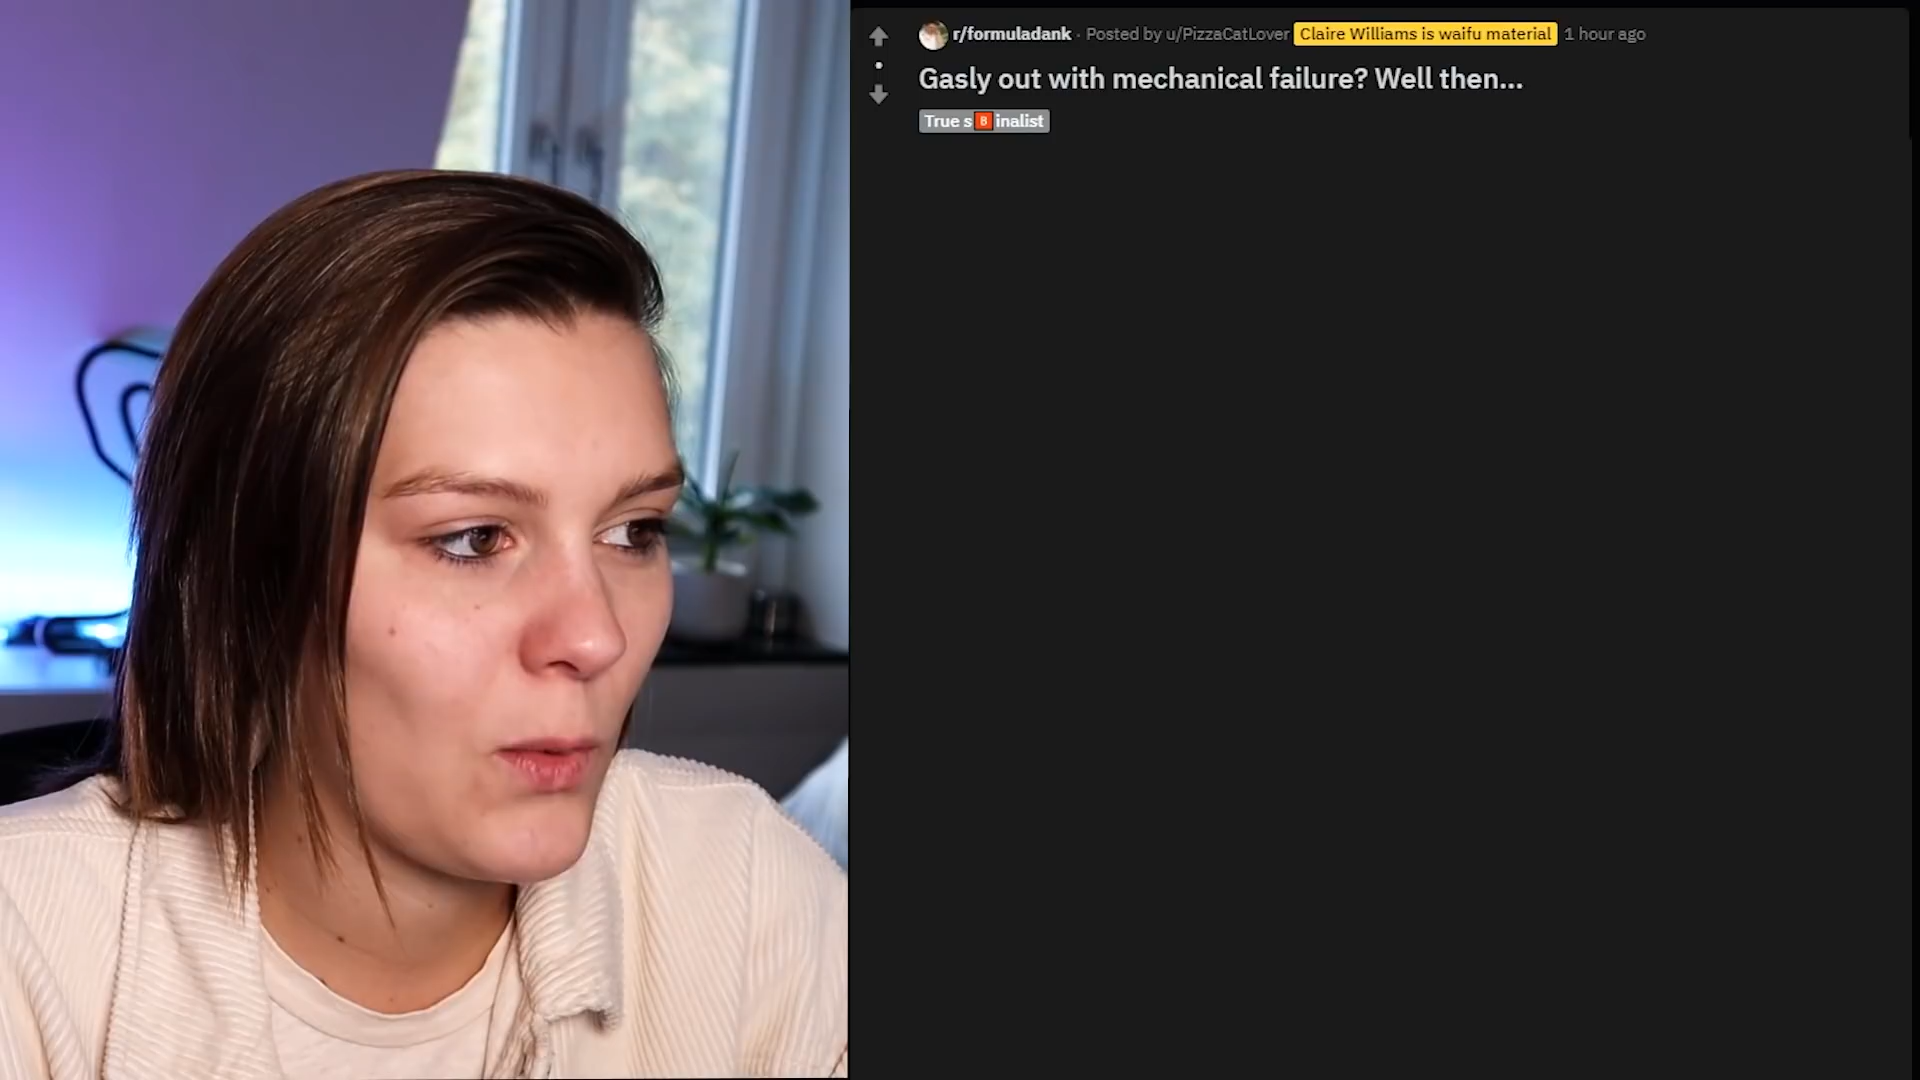 r/formuladank · Posted by u/PizzaCatLover Claire Williams is waifu material 1 hour ago
Gasly out with mechanical failure? Well then...
True s🅱inalist